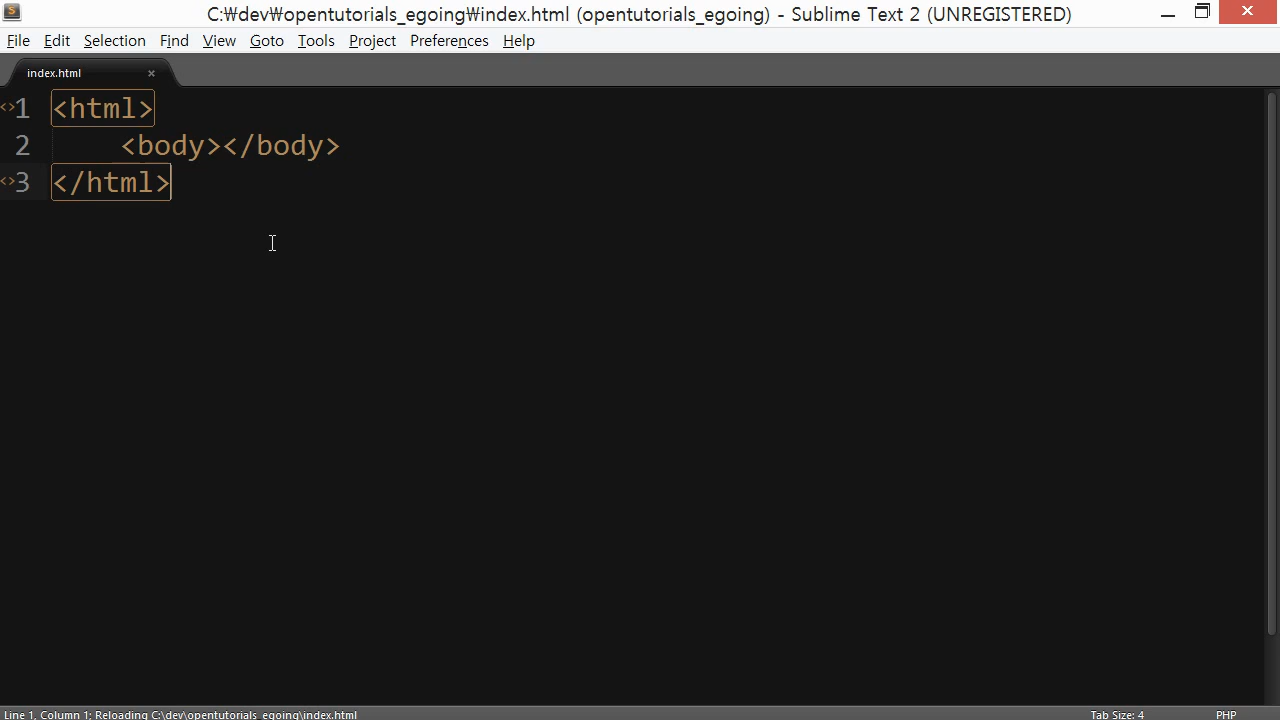 C:₩dev₩opentutorials_egoing₩index.html (opentutorials_egoing) - Sublime Text 2 (UNREGISTERED)
File Edit Selection Find View Goto Tools Project Preferences Help
index.html ×
1 <html>
2 <body></body>
3 </html>
Line 1, Column 1; Reloading C:\dev\opentutorials_egoing\index.html Tab Size: 4 PHP